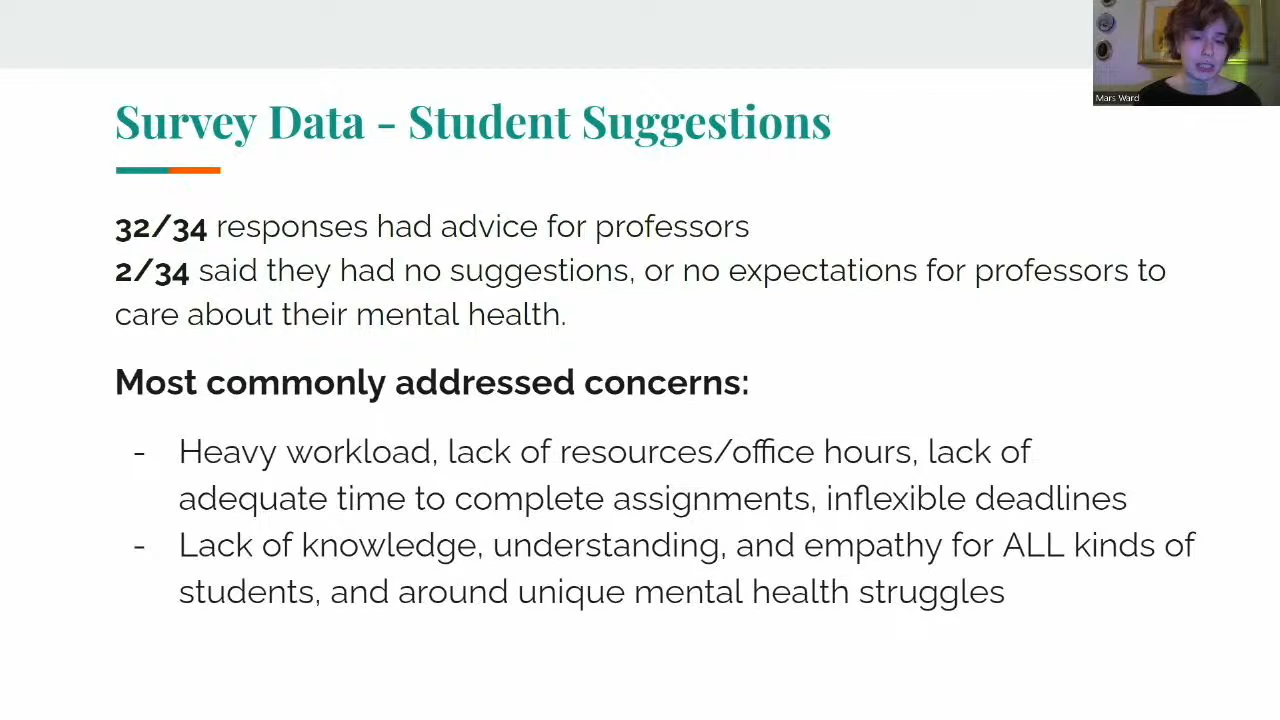 Mars Ward
Survey Data - Student Suggestions
32/34 responses had advice for professors
2/34 said they had no suggestions, or no expectations for professors to
care about their mental health.
Most commonly addressed concerns:
- Heavy workload, lack of resources/office hours, lack of
adequate time to complete assignments, inflexible deadlines
- Lack of knowledge, understanding, and empathy for ALL kinds of
students, and around unique mental health struggles